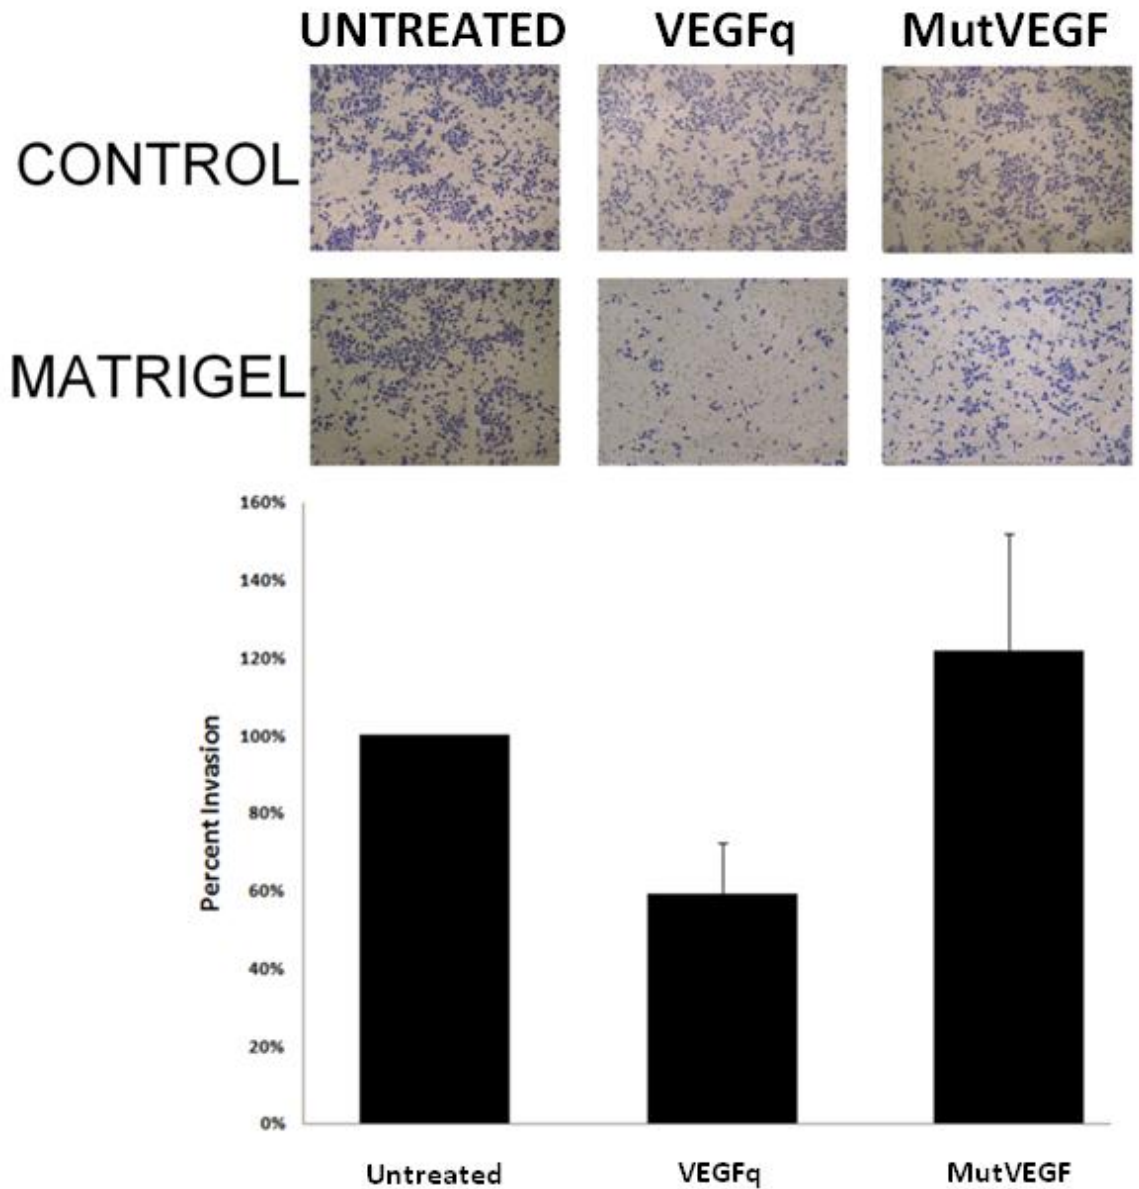 UNTREATED VEGFq MutVEGF
CONTROL
MATRIGEL
160%
140%
120%
100%
80%
60%
40%
20%
0%
Percent Invasion
Untreated VEGFq MutVEGF